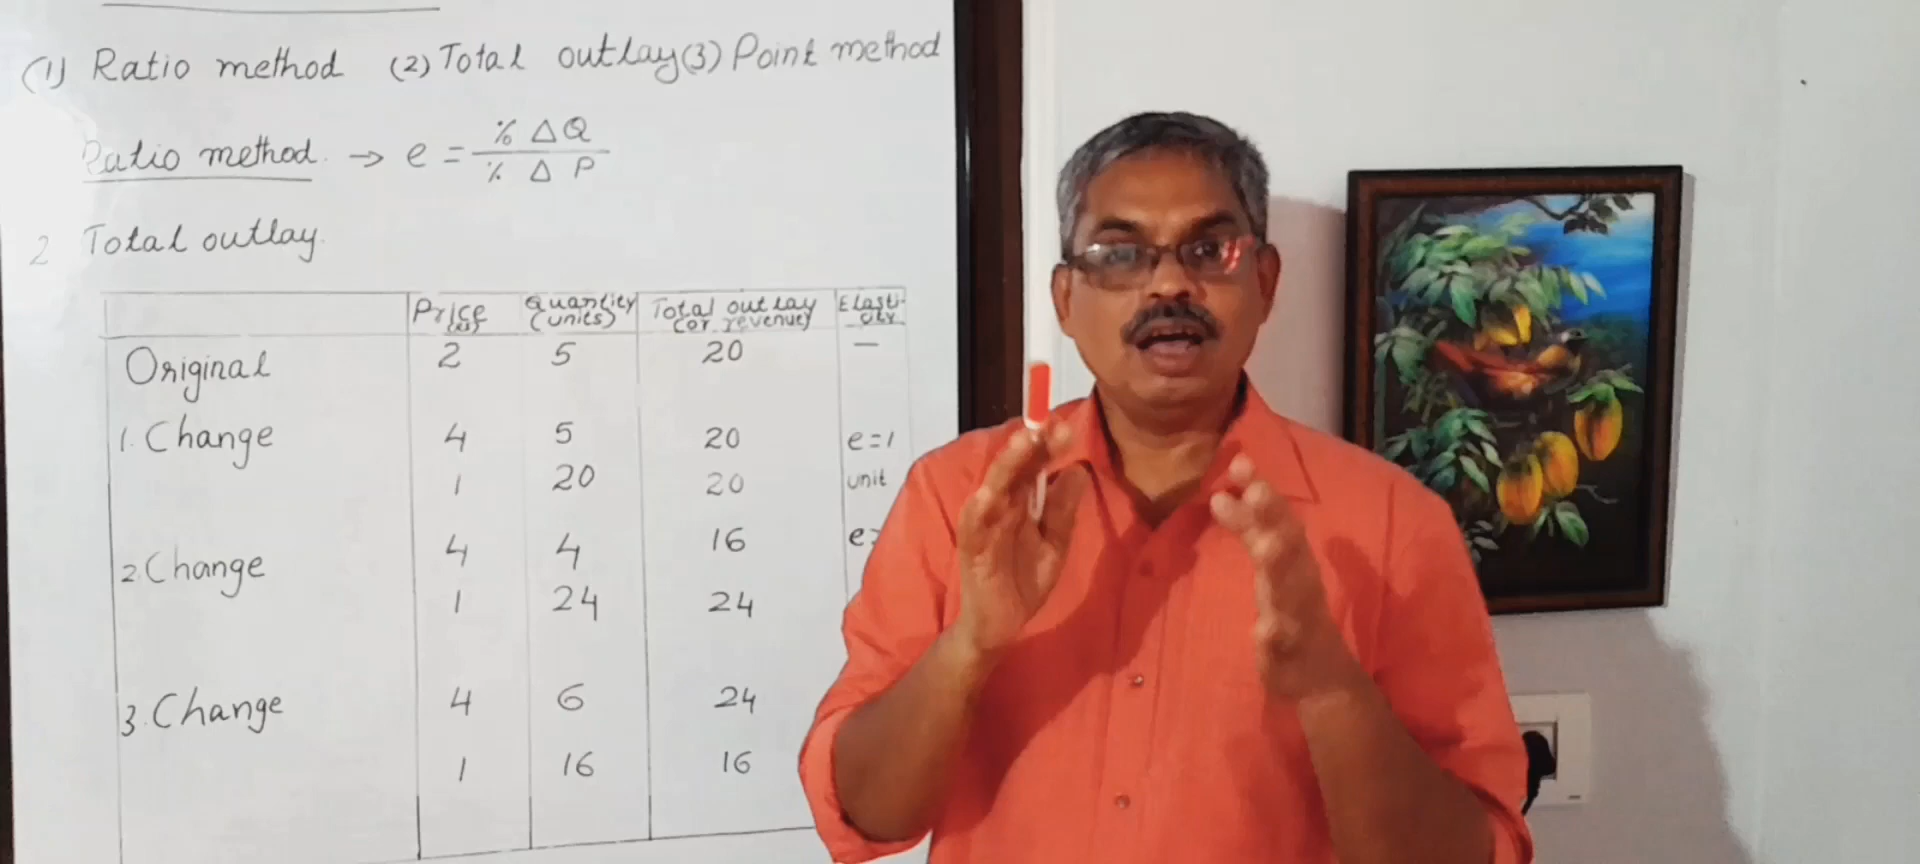 (1) Ratio method (2) Total outlay (3) Point method
Ratio method. → e = % ΔQ / % Δ P
2 Total outlay.
Price Quantity (units) Total outlay (or revenue) Elasti-city
Original 2 5 20 —
1. Change 4 5 20 e=1
1 20 20 unit
2. Change 4 4 16 e>
1 24 24
3. Change 4 6 24
1 16 16